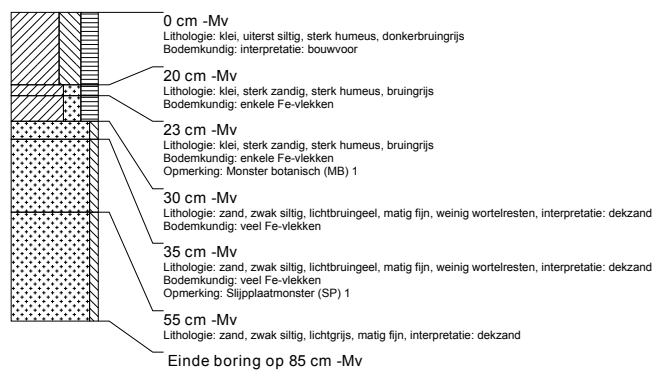 0 cm -Mv
Lithologie: klei, uiterst siltig, sterk humeus, donkerbruingrijs
Bodemkundig: interpretatie: bouwvoor
20 cm -Mv
Lithologie: klei, sterk zandig, sterk humeus, bruingrijs
Bodemkundig: enkele Fe-vlekken
23 cm -Mv
Lithologie: klei, sterk zandig, sterk humeus, bruingrijs
Bodemkundig: enkele Fe-vlekken
Opmerking: Monster botanisch (MB) 1
30 cm -Mv
Lithologie: zand, zwak siltig, lichtbruingeel, matig fijn, weinig wortelresten, interpretatie: dekzand
Bodemkundig: veel Fe-vlekken
35 cm -Mv
Lithologie: zand, zwak siltig, lichtbruingeel, matig fijn, weinig wortelresten, interpretatie: dekzand
Bodemkundig: veel Fe-vlekken
Opmerking: Slijpplaatmonster (SP) 1
55 cm -Mv
Lithologie: zand, zwak siltig, lichtgrijs, matig fijn, interpretatie: dekzand
Einde boring op 85 cm -Mv